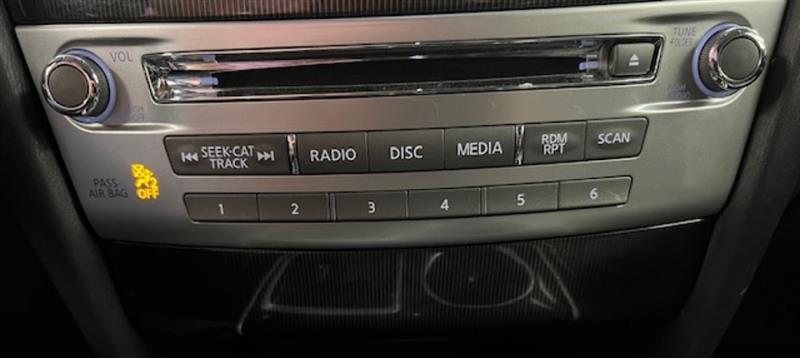 VOL
TUNE
FOLDER
SEEK·CAT
TRACK
RADIO
DISC
MEDIA
RDM
RPT
SCAN
PASS
AIR BAG
OFF
1
2
3
4
5
6